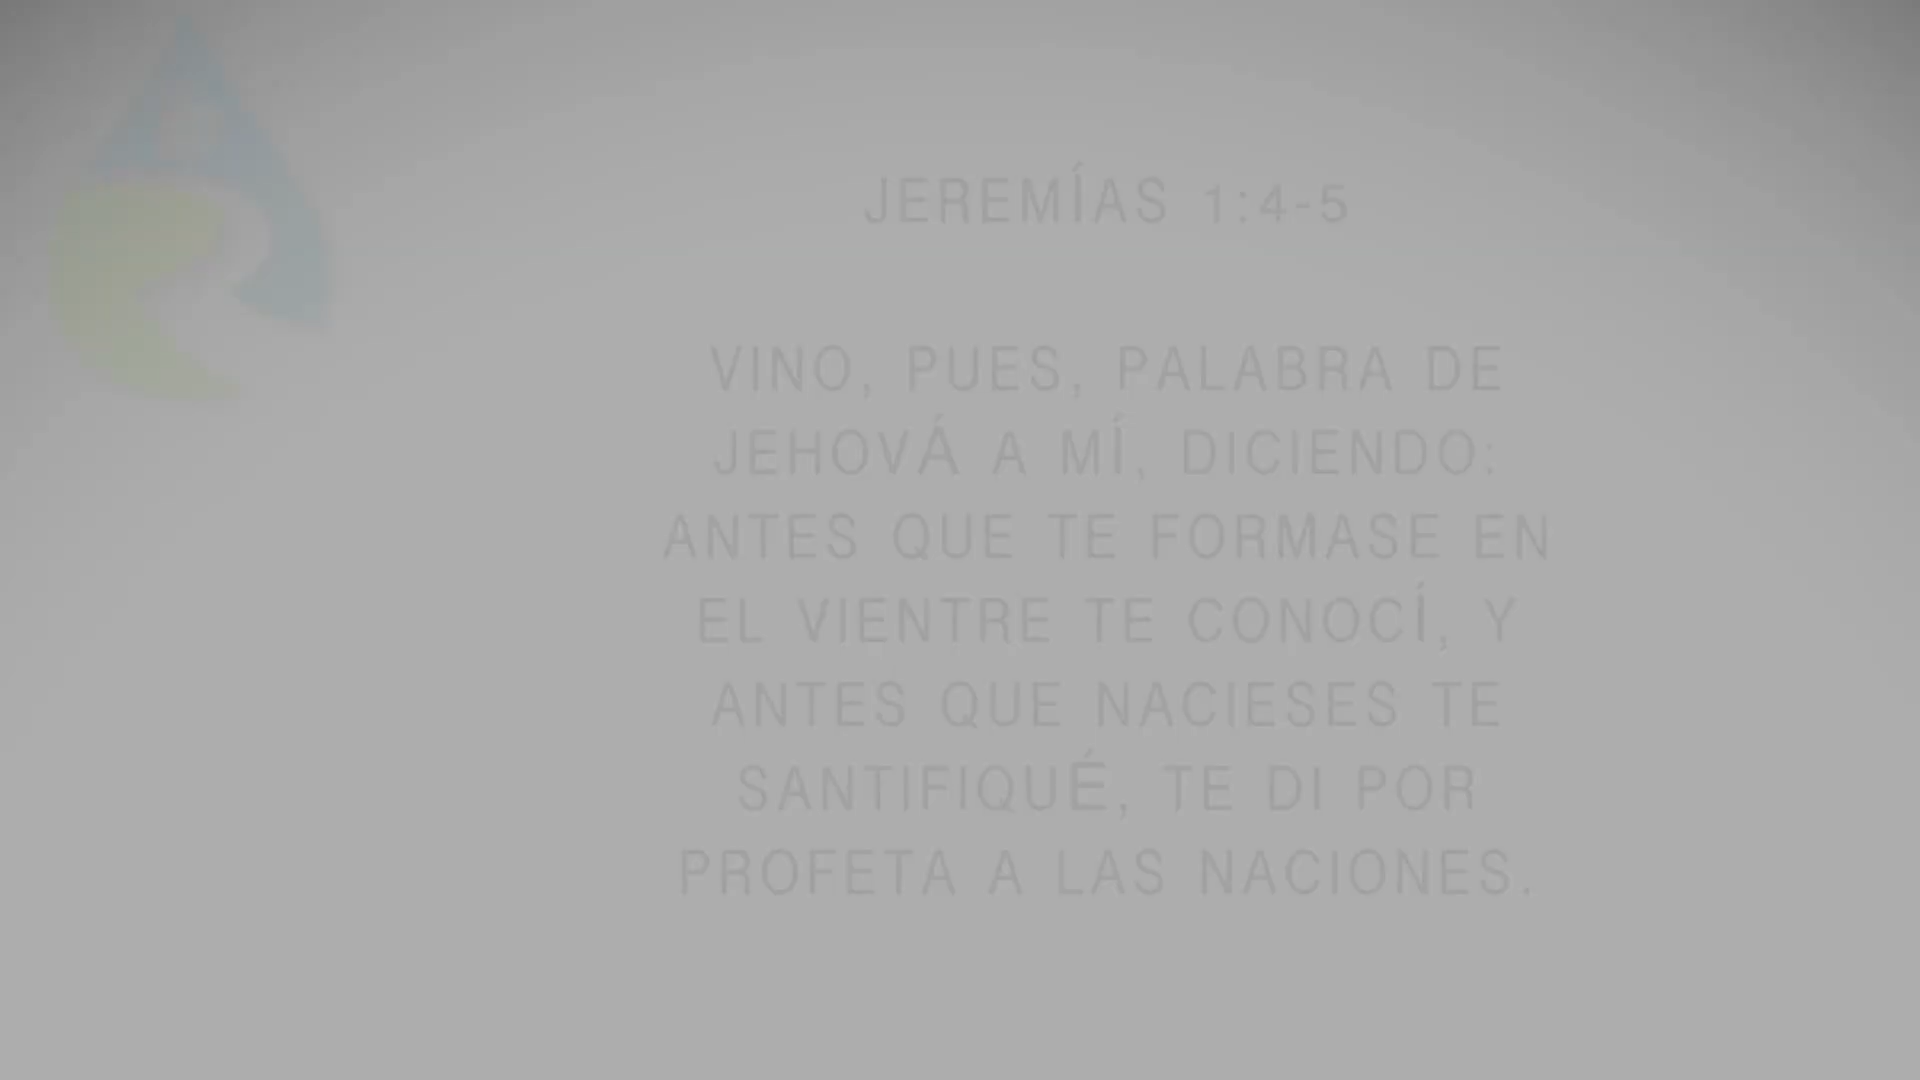 JEREMÍAS 1:4-5
VINO, PUES, PALABRA DE
JEHOVÁ A MÍ, DICIENDO:
ANTES QUE TE FORMASE EN
EL VIENTRE TE CONOCÍ, Y
ANTES QUE NACIESES TE
SANTIFIQUÉ, TE DI POR
PROFETA A LAS NACIONES.